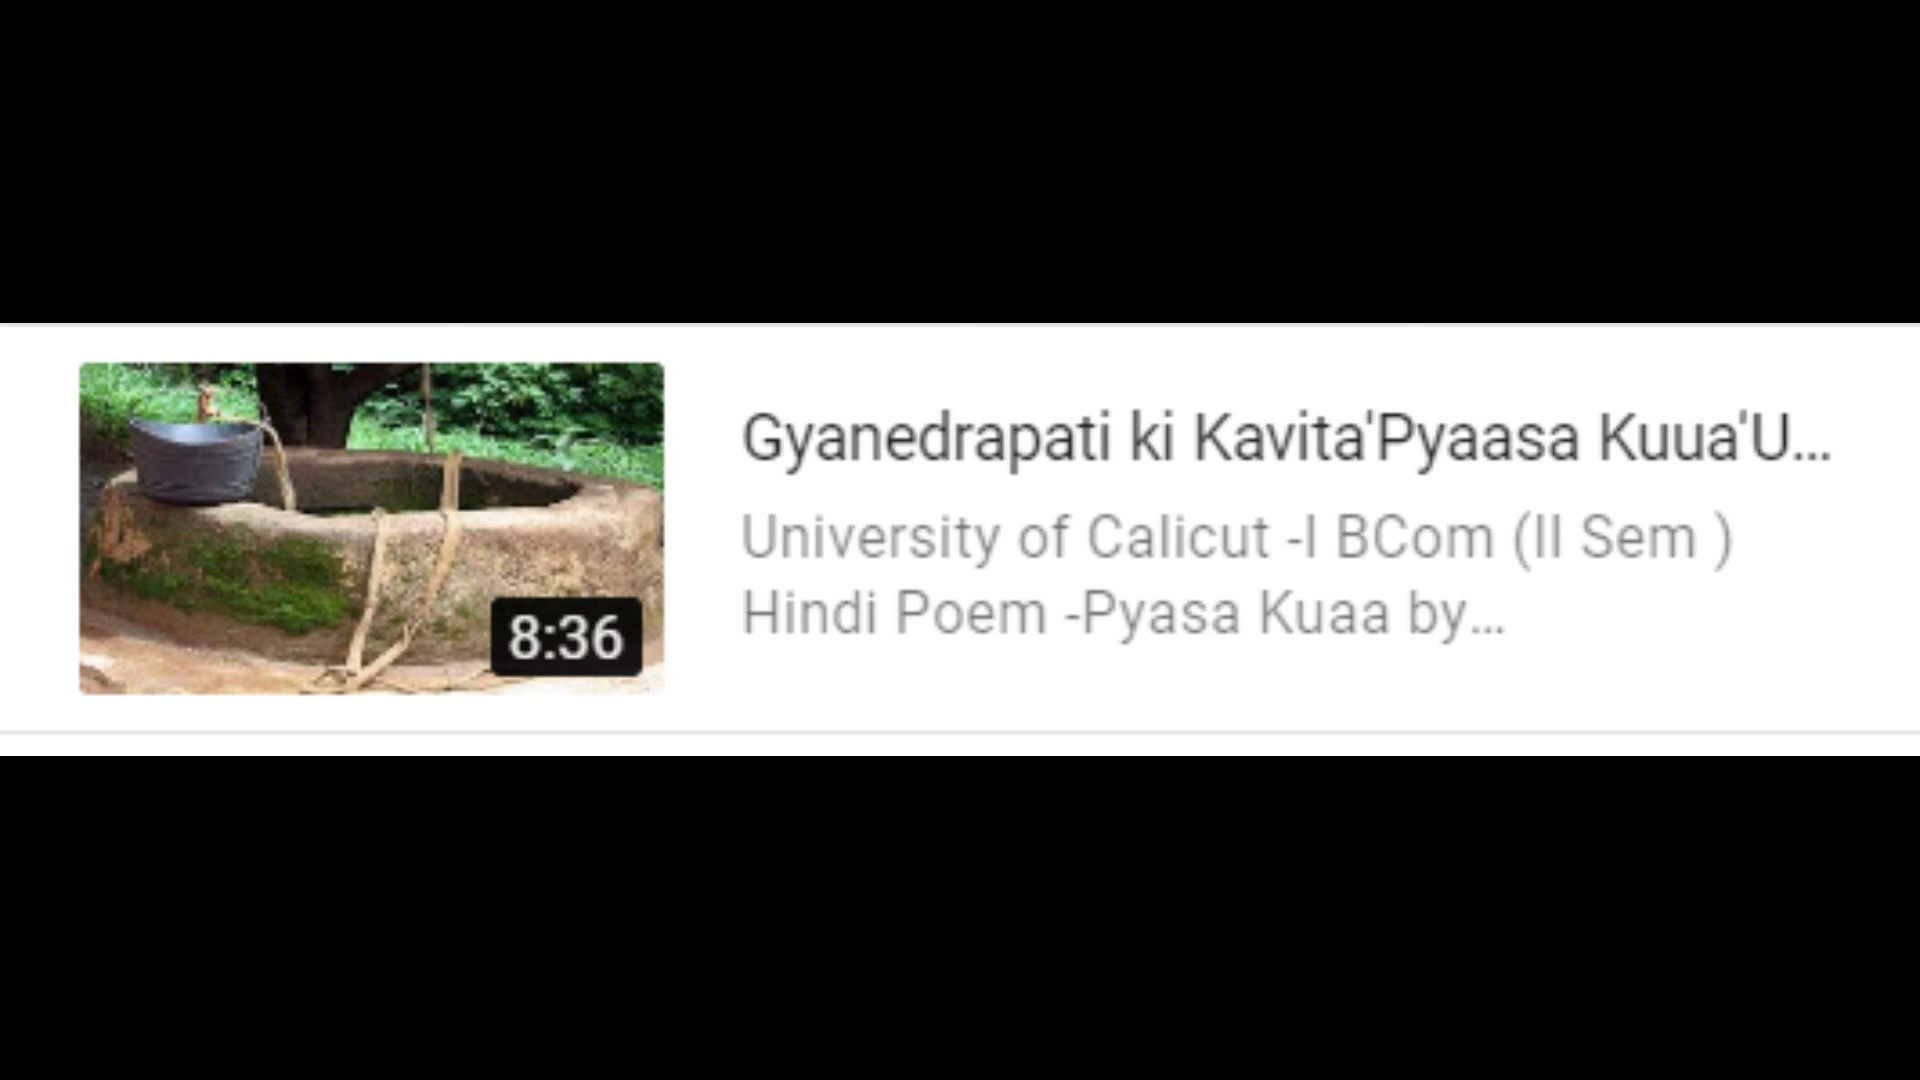 Gyanedrapati ki Kavita'Pyaasa Kuua'U...
University of Calicut -I BCom (II Sem )
Hindi Poem -Pyasa Kuaa by...
8:36